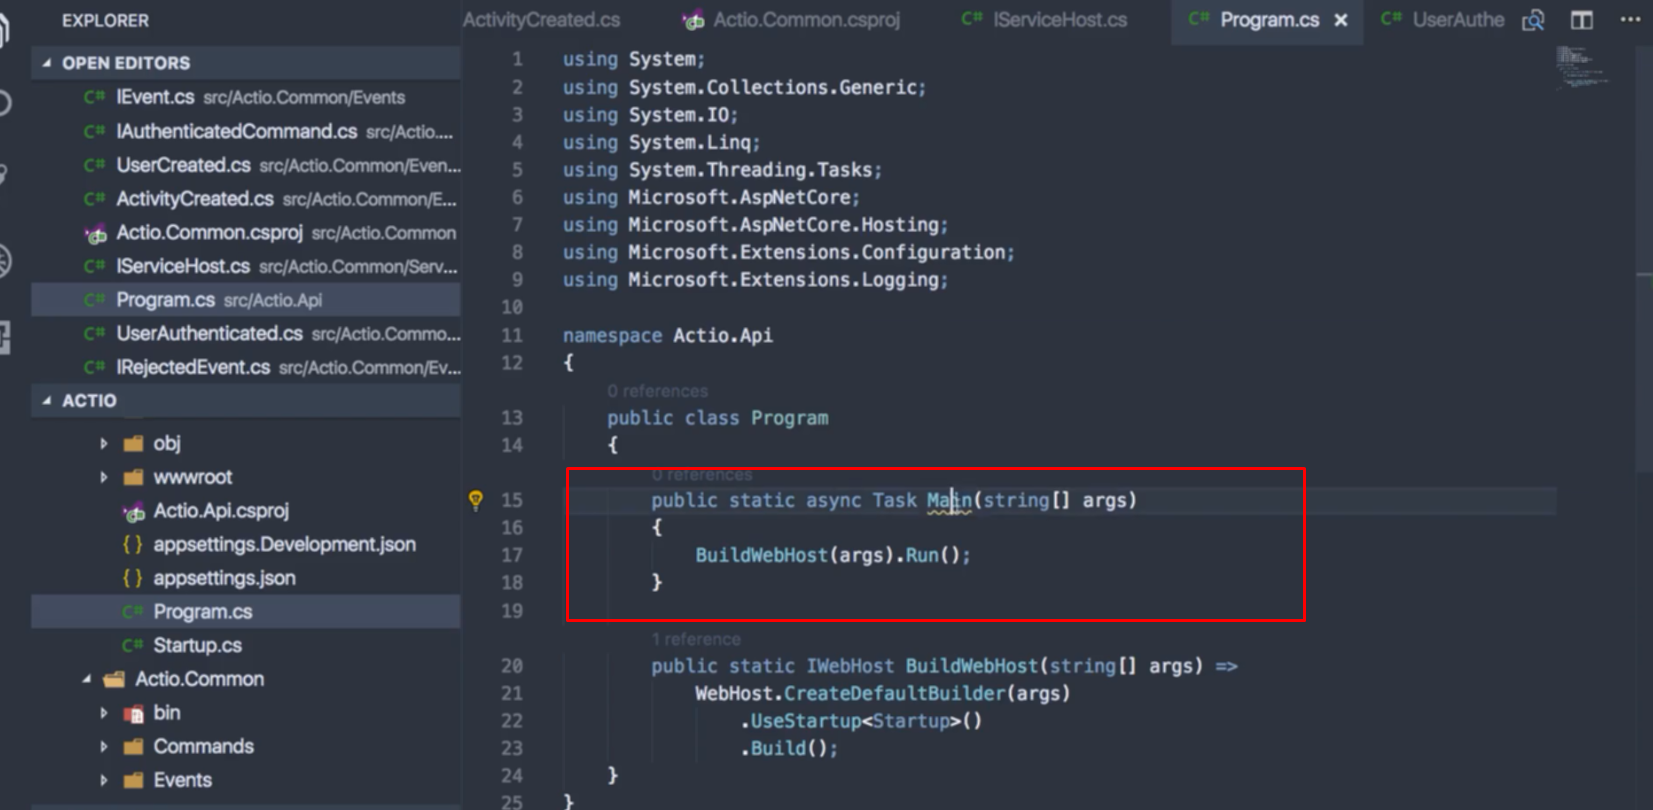 EXPLORER
OPEN EDITORS
C# IEvent.cs src/Actio.Common/Events
C# IAuthenticatedCommand.cs src/Actio....
C# UserCreated.cs src/Actio.Common/Even...
C# ActivityCreated.cs src/Actio.Common/E...
Actio.Common.csproj src/Actio.Common
C# IServiceHost.cs src/Actio.Common/Serv...
C# Program.cs src/Actio.Api
C# UserAuthenticated.cs src/Actio.Commo...
C# IRejectedEvent.cs src/Actio.Common/Ev...
ACTIO
obj
wwwroot
Actio.Api.csproj
{ } appsettings.Development.json
{ } appsettings.json
C# Program.cs
C# Startup.cs
Actio.Common
bin
Commands
Events
ActivityCreated.cs Actio.Common.csproj C# IServiceHost.cs C# Program.cs × C# UserAuthe ...
1 using System;
2 using System.Collections.Generic;
3 using System.IO;
4 using System.Linq;
5 using System.Threading.Tasks;
6 using Microsoft.AspNetCore;
7 using Microsoft.AspNetCore.Hosting;
8 using Microsoft.Extensions.Configuration;
9 using Microsoft.Extensions.Logging;
10
11 namespace Actio.Api
12 {
0 references
13 public class Program
14 {
0 references
15 public static async Task Main(string[] args)
16 {
17 BuildWebHost(args).Run();
18 }
19
1 reference
20 public static IWebHost BuildWebHost(string[] args) =>
21 WebHost.CreateDefaultBuilder(args)
22 .UseStartup<Startup>()
23 .Build();
24 }
25 }